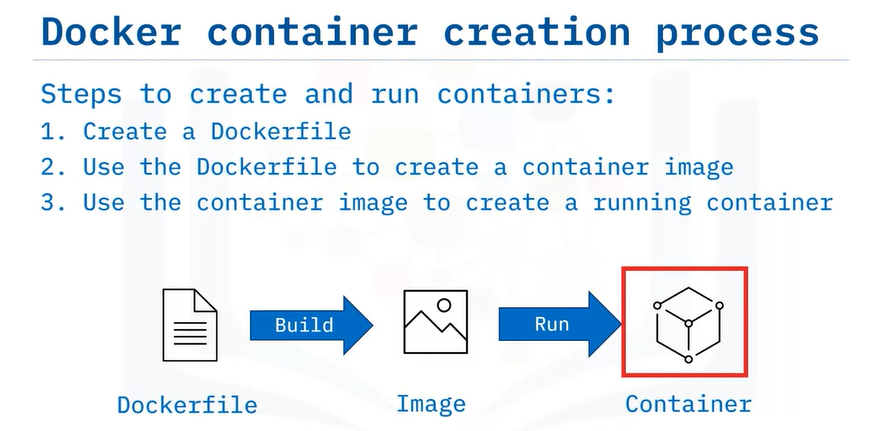 Docker container creation process
Steps to create and run containers:
1. Create a Dockerfile
2. Use the Dockerfile to create a container image
3. Use the container image to create a running container
Build
Run
Dockerfile
Image
Container